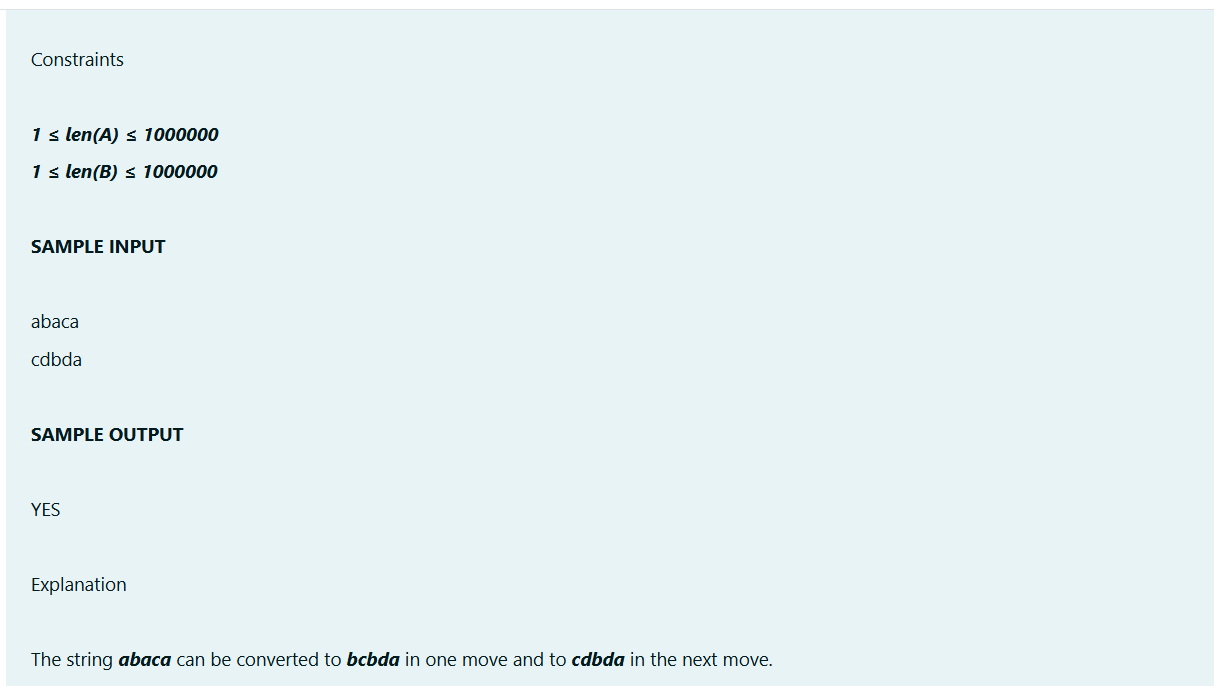 Constraints
1 ≤ len(A) ≤ 1000000
1 ≤ len(B) ≤ 1000000
SAMPLE INPUT
abaca
cdbda
SAMPLE OUTPUT
YES
Explanation
The string abaca can be converted to bcbda in one move and to cdbda in the next move.